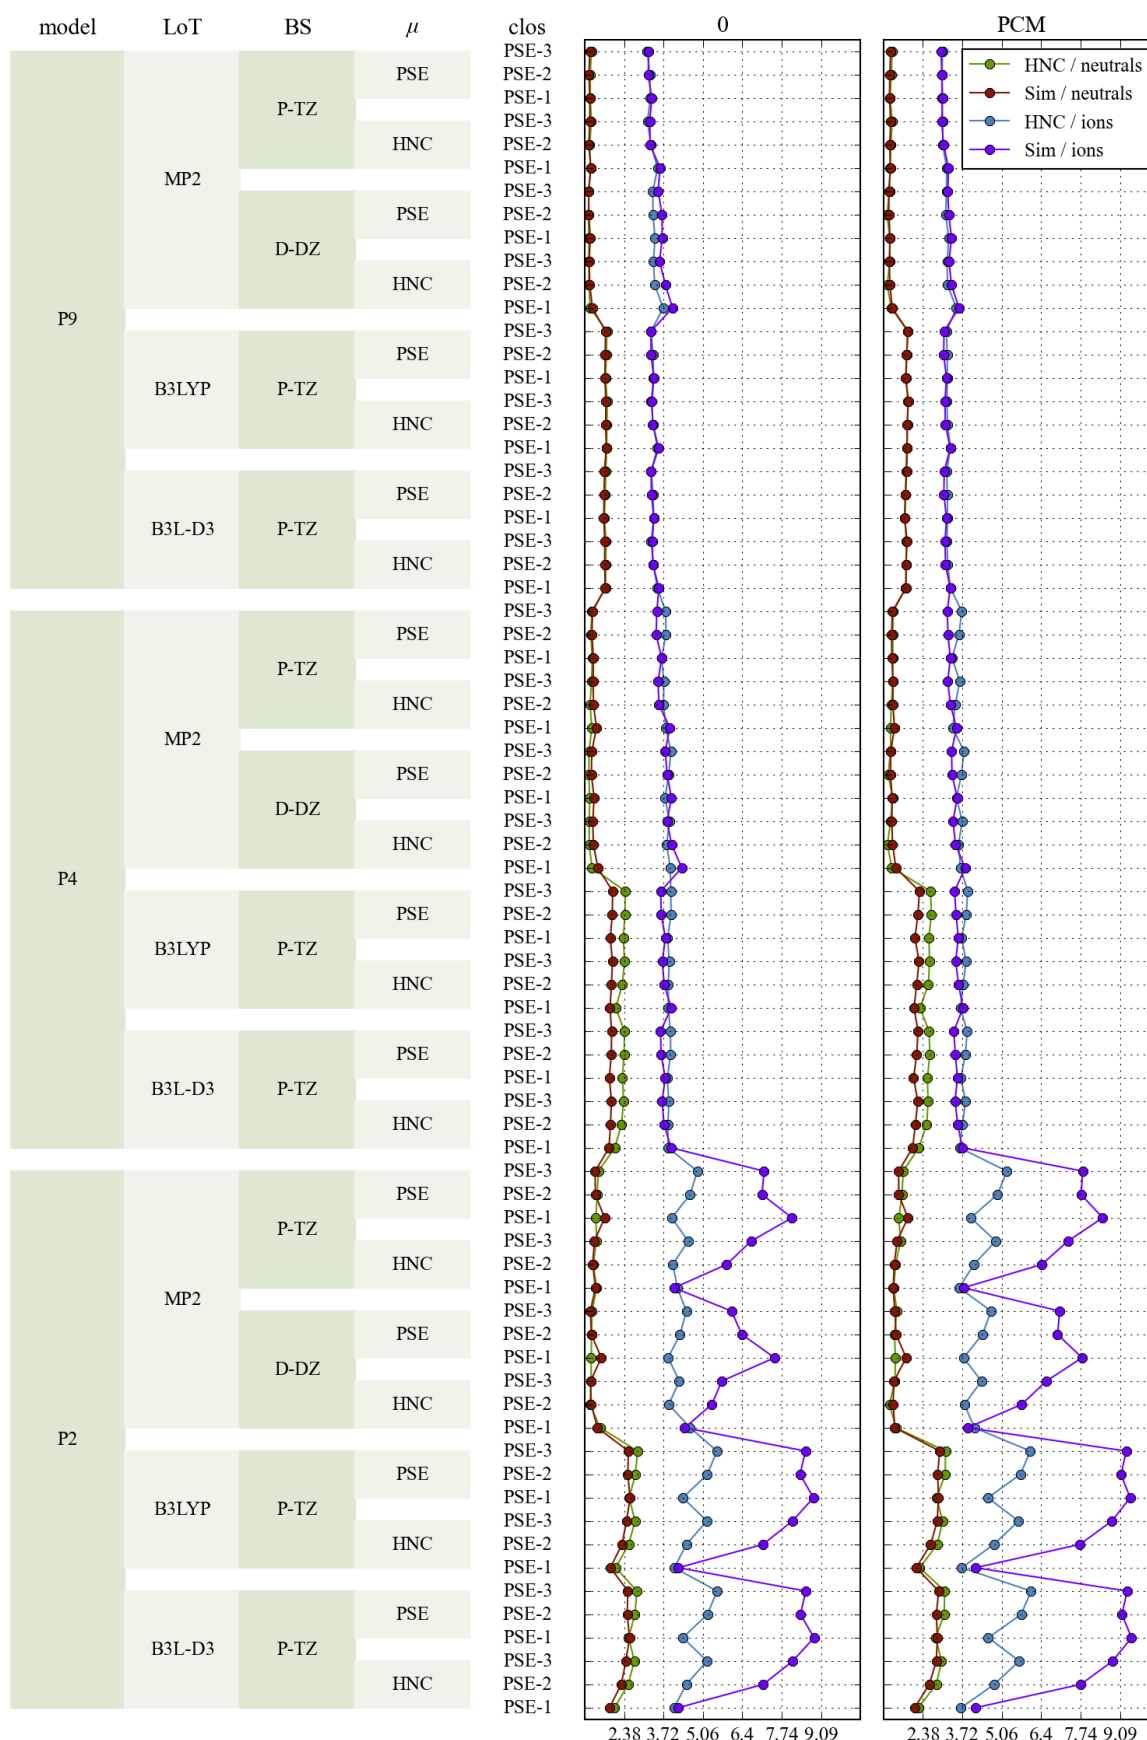 model LoT BS μ clos 0 PCM
HNC / neutrals
Sim / neutrals
HNC / ions
Sim / ions
PSE-3
PSE PSE-2
P-TZ PSE-1
PSE-3
HNC PSE-2
MP2 PSE-1
PSE-3
PSE PSE-2
D-DZ PSE-1
PSE-3
HNC PSE-2
P9 PSE-1
PSE-3
PSE PSE-2
B3LYP P-TZ PSE-1
PSE-3
HNC PSE-2
PSE-1
PSE-3
PSE PSE-2
B3L-D3 P-TZ PSE-1
PSE-3
HNC PSE-2
PSE-1
PSE-3
PSE PSE-2
P-TZ PSE-1
PSE-3
HNC PSE-2
MP2 PSE-1
PSE-3
PSE PSE-2
D-DZ PSE-1
PSE-3
HNC PSE-2
P4 PSE-1
PSE-3
PSE PSE-2
B3LYP P-TZ PSE-1
PSE-3
HNC PSE-2
PSE-1
PSE-3
PSE PSE-2
B3L-D3 P-TZ PSE-1
PSE-3
HNC PSE-2
PSE-1
PSE-3
PSE PSE-2
P-TZ PSE-1
PSE-3
HNC PSE-2
MP2 PSE-1
PSE-3
PSE PSE-2
D-DZ PSE-1
PSE-3
HNC PSE-2
P2 PSE-1
PSE-3
PSE PSE-2
B3LYP P-TZ PSE-1
PSE-3
HNC PSE-2
PSE-1
PSE-3
PSE PSE-2
B3L-D3 P-TZ PSE-1
PSE-3
HNC PSE-2
PSE-1
2.38 3.72 5.06 6.4 7.74 9.09 2.38 3.72 5.06 6.4 7.74 9.09